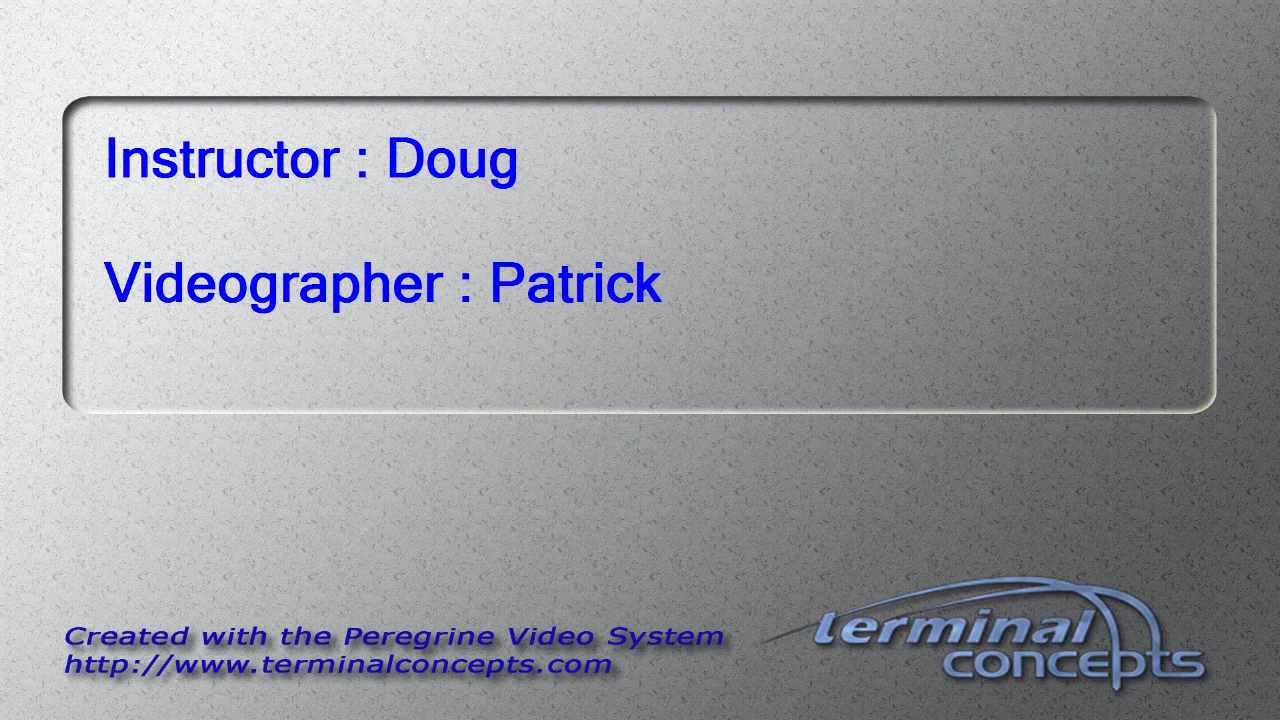 Instructor : Doug
Videographer : Patrick
Created with the Peregrine Video System
http://www.terminalconcepts.com
terminal
concepts